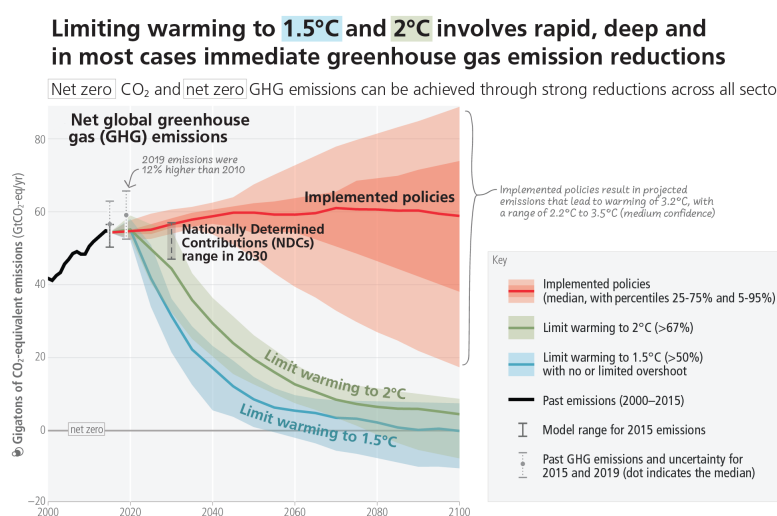 Limiting warming to 1.5°C and 2°C involves rapid, deep and
in most cases immediate greenhouse gas emission reductions
Net zero CO₂ and net zero GHG emissions can be achieved through strong reductions across all secto
Net global greenhouse
gas (GHG) emissions
2019 emissions were
12% higher than 2010
Implemented policies
Nationally Determined
Contributions (NDCs)
range in 2030
Limit warming to 2°C
Limit warming to 1.5°C
net zero
Gigatons of CO₂-equivalent emissions (GtCO₂-eq/yr)
80
60
40
20
0
−20
2000
2020
2040
2060
2080
2100
Implemented policies result in projected
emissions that lead to warming of 3.2°C, with
a range of 2.2°C to 3.5°C (medium confidence)
Key
Implemented policies
(median, with percentiles 25-75% and 5-95%)
Limit warming to 2°C (>67%)
Limit warming to 1.5°C (>50%)
with no or limited overshoot
Past emissions (2000–2015)
Model range for 2015 emissions
Past GHG emissions and uncertainty for
2015 and 2019 (dot indicates the median)